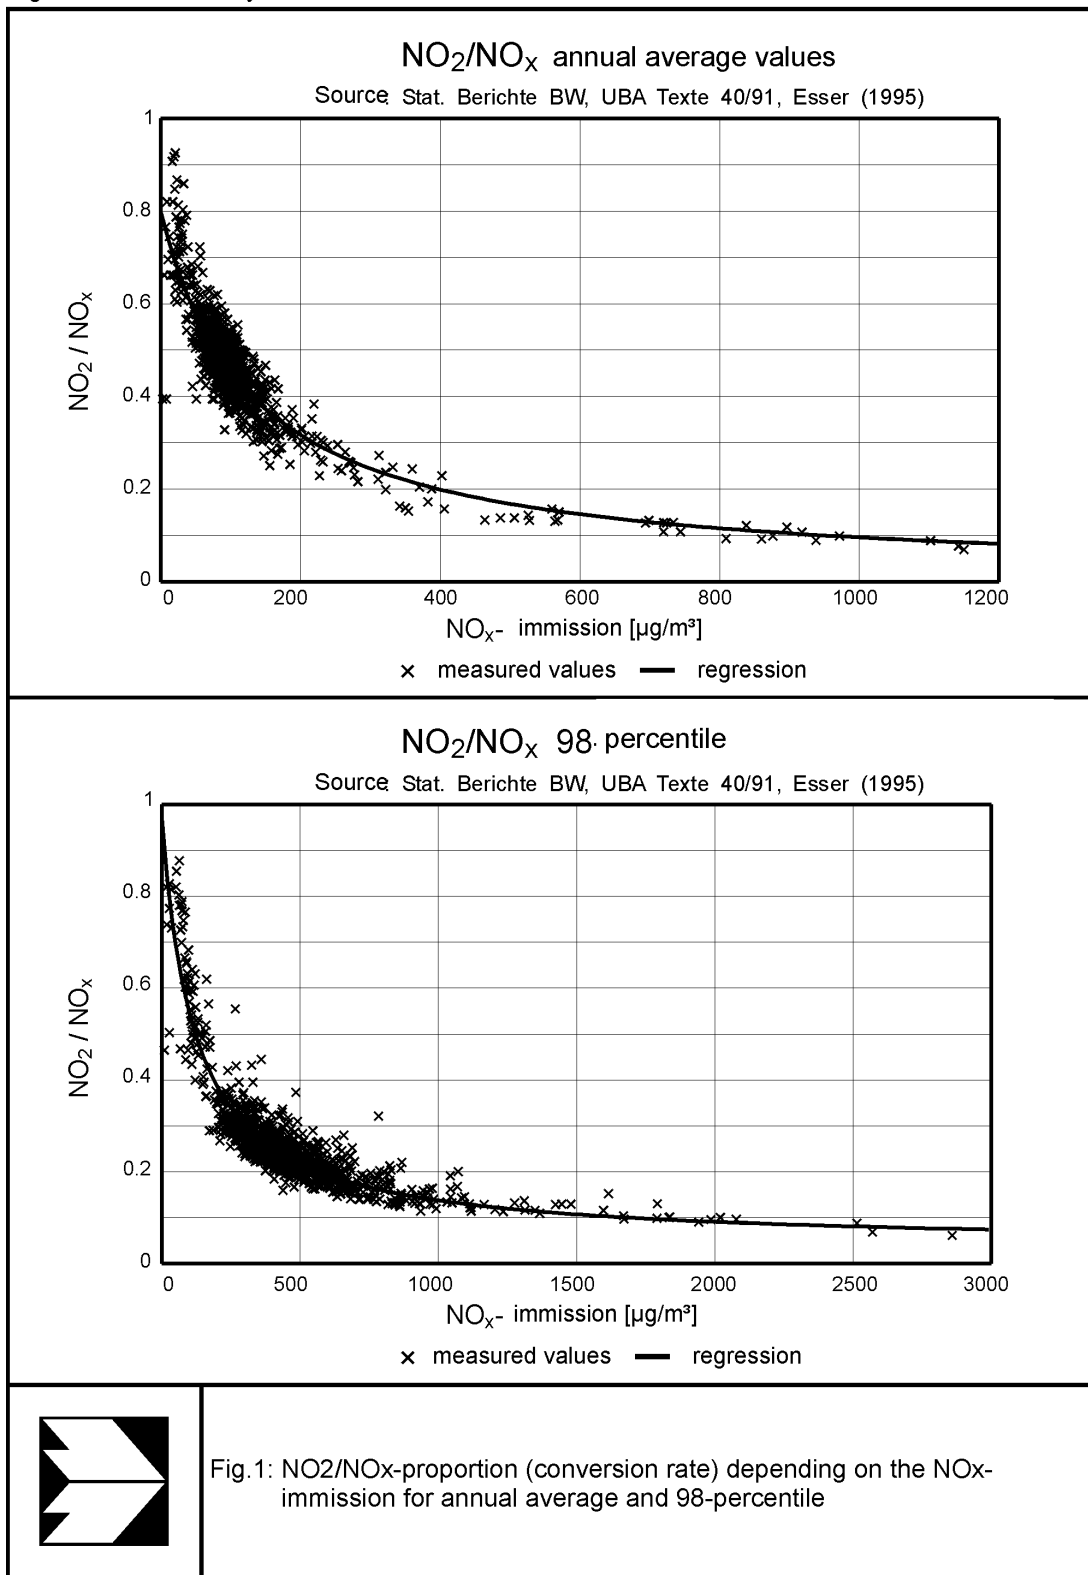 NO2/NOx annual average values
Source. Stat. Berichte BW, UBA Texte 40/91, Esser (1995)
1
0.8
0.6
0.4
0.2
0
NO2 / NOx
0 200 400 600 800 1000 1200
NOx- immission [µg/m³]
× measured values — regression
NO2/NOx 98. percentile
Source. Stat. Berichte BW, UBA Texte 40/91, Esser (1995)
1
0.8
0.6
0.4
0.2
0
NO2 / NOx
0 500 1000 1500 2000 2500 3000
NOx- immission [µg/m³]
× measured values — regression
Fig.1: NO2/NOx-proportion (conversion rate) depending on the NOx-
immission for annual average and 98-percentile